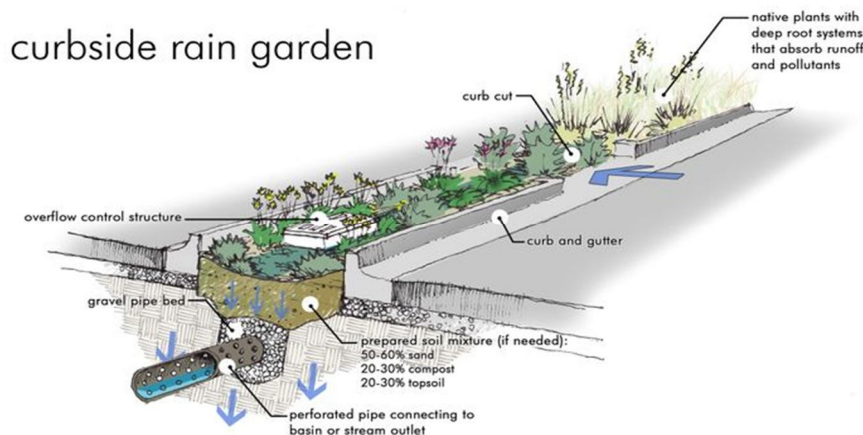 curbside rain garden
native plants with
deep root systems
that absorb runoff
and pollutants
curb cut
overflow control structure
curb and gutter
gravel pipe bed
prepared soil mixture (if needed):
50-60% sand
20-30% compost
20-30% topsoil
perforated pipe connecting to
basin or stream outlet